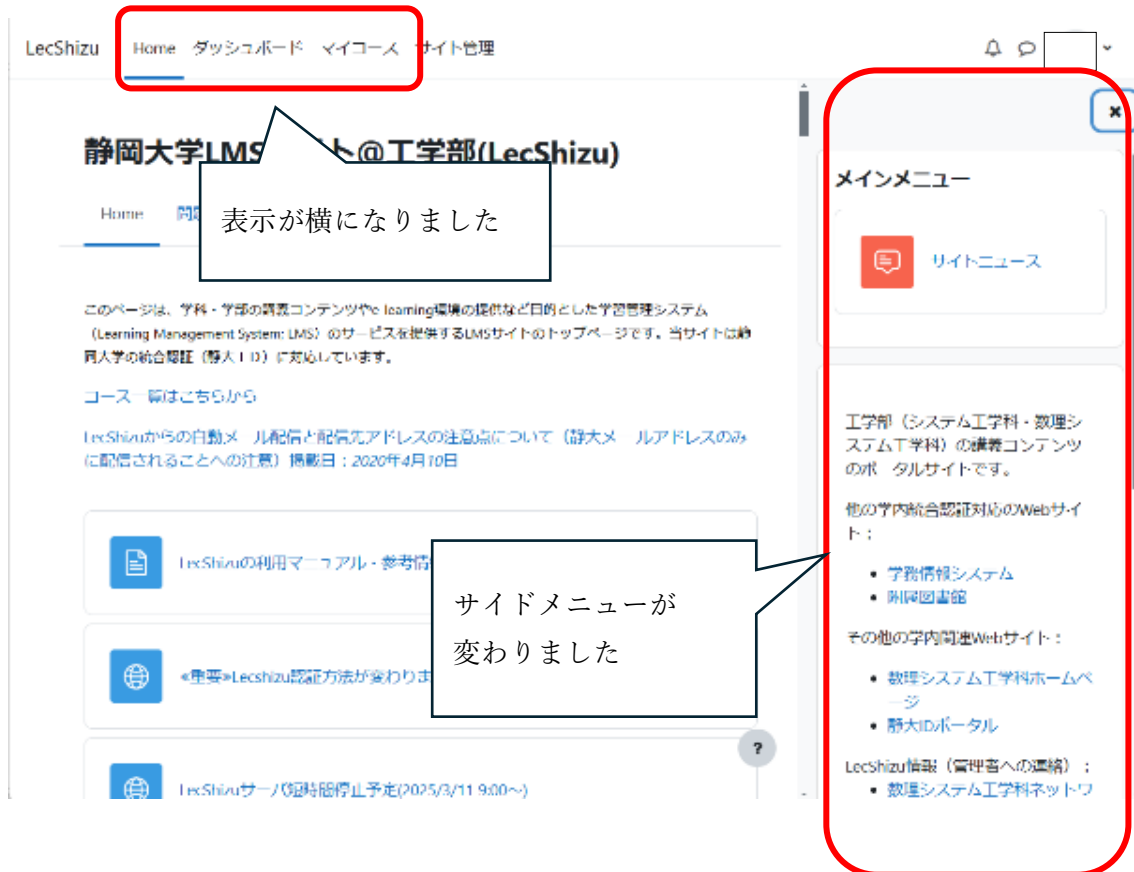 LecShizu Home ダッシュボード マイコース サイト管理
静岡大学LMSサイト@工学部(LecShizu)
Home 問
表示が横になりました
このページは、学科・学部の講義コンテンツやe-learning環境の提供など目的とした学習管理システム
（Learning Management System: LMS）のサービスを提供するLMSサイトのトップページです。当サイトは静
岡大学の統合認証（静大ＩＤ）に対応しています。
コース一覧はこちらから
LecShizuからの自動メール配信と配信先アドレスの注意点について（静大メールアドレスのみ
に配信されることへの注意）掲載日：2020年4月10日
LecShizuの利用マニュアル・参考情
«重要»Lecshizu認証方法が変わりま
LecShizuサーバ短時間停止予定(2025/3/11 9:00～)
サイドメニューが
変わりました
?
メインメニュー
サイトニュース
工学部（システム工学科・数理シ
ステム工学科）の講義コンテンツ
のポータルサイトです。
他の学内統合認証対応のWebサイ
ト：
学務情報システム
附属図書館
その他の学内関連Webサイト：
数理システム工学科ホームペ
ージ
静大IDポータル
LecShizu情報（管理者への連絡）：
数理システム工学科ネットワ